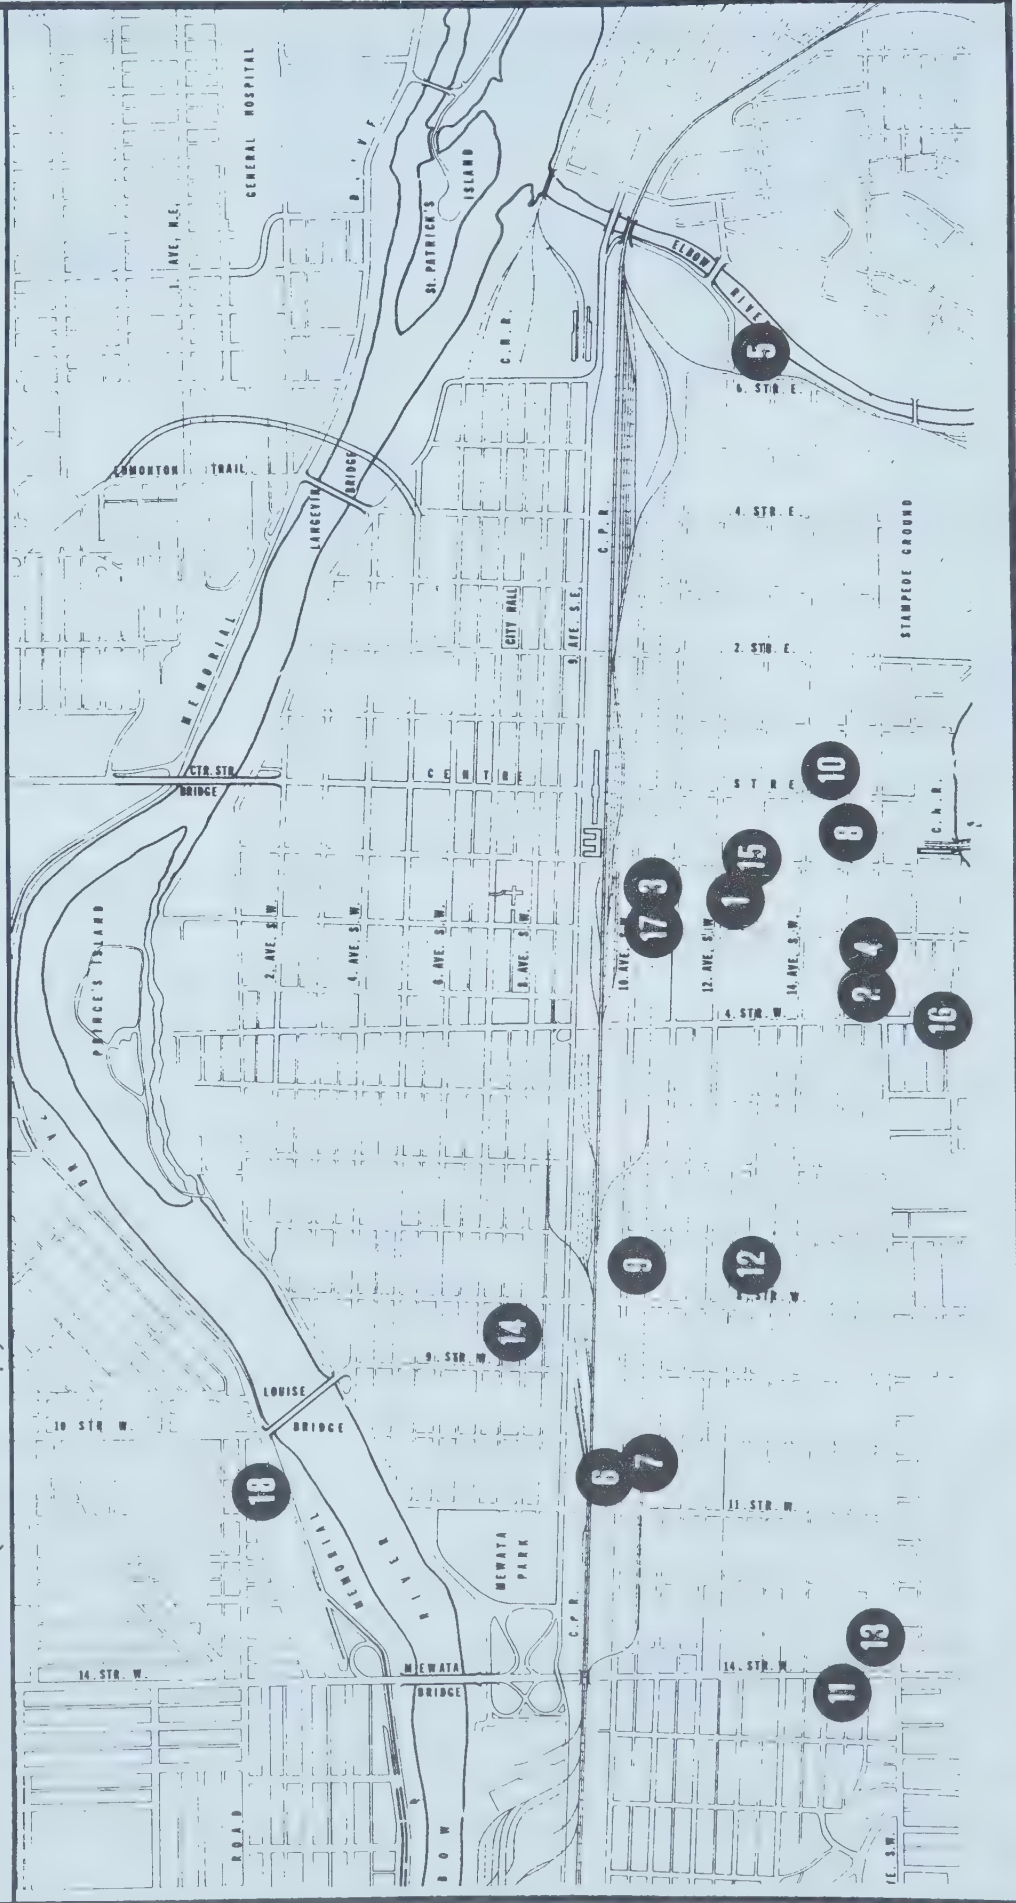 1. AVE, N.E.
GENERAL HOSPITAL
DRIVE
St. PATRICK'S
ISLAND
ELBOW
RIVE
C.N.R.
5
6. STR. E.
EDMONTON TRAIL
LANGEVIN
BRIDGE
4. STR. E.
C.P.R.
STAMPEDE GROUND
MEMORIAL
CITY HALL
9. AVE. S.E.
2. STR. E.
CTR. STR.
BRIDGE
CENTRE
STRE
10
8
C.N.R.
15
1
3
17
PRINCE'S ISLAND
2. AVE. S.W.
4. AVE. S.W.
6. AVE. S.W.
8. AVE. S.W.
10. AVE. S.W.
12. AVE. S.W.
14. AVE. S.W.
4
2
16
4. STR. W.
9
12
8. STR. W.
14
9. STR. W.
LOUISE
BRIDGE
10 STR W.
18
6
7
11. STR. W.
MEMORIAL
RIVER
MEWATA
PARK
C.P.R.
13
11
14. STR. W.
MEWATA
BRIDGE
14. STR. W.
ROAD
BOW
VE. S.W.